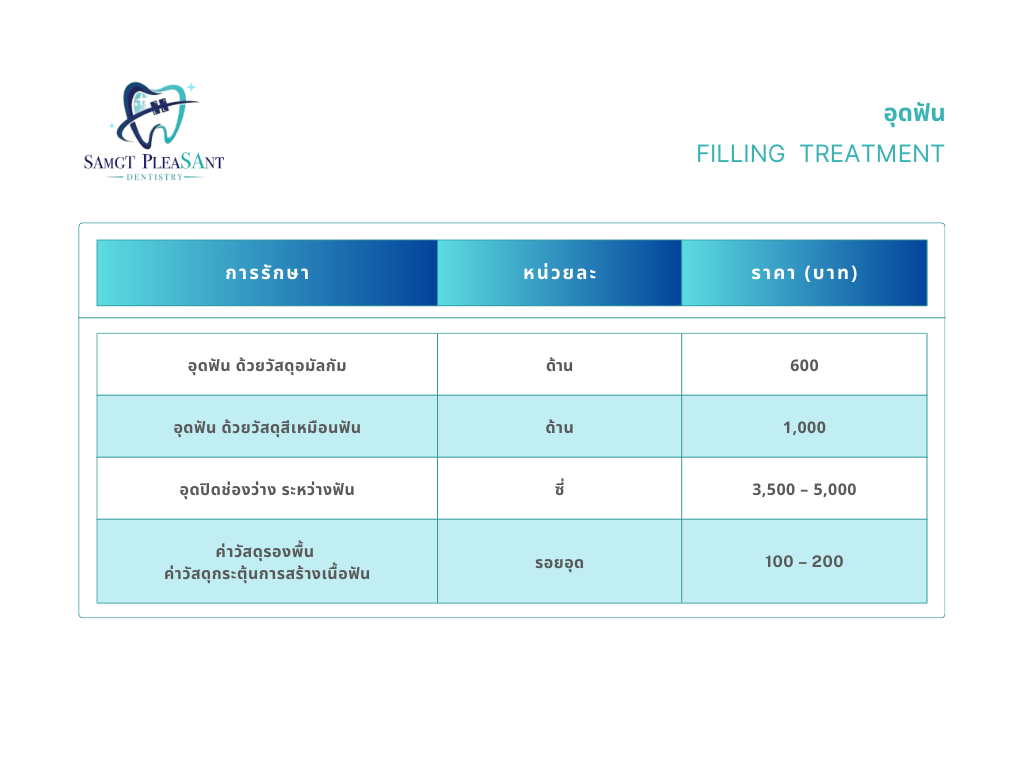 SAMGT PLEASANT
DENTISTRY
อุดฟัน
FILLING TREATMENT
การรักษา หน่วยละ ราคา (บาท)
อุดฟัน ด้วยวัสดุอมัลกัม ด้าน 600
อุดฟัน ด้วยวัสดุสีเหมือนฟัน ด้าน 1,000
อุดปิดช่องว่าง ระหว่างฟัน ซี่ 3,500 – 5,000
ค่าวัสดุรองพื้น
ค่าวัสดุกระตุ้นการสร้างเนื้อฟัน รอยอุด 100 – 200